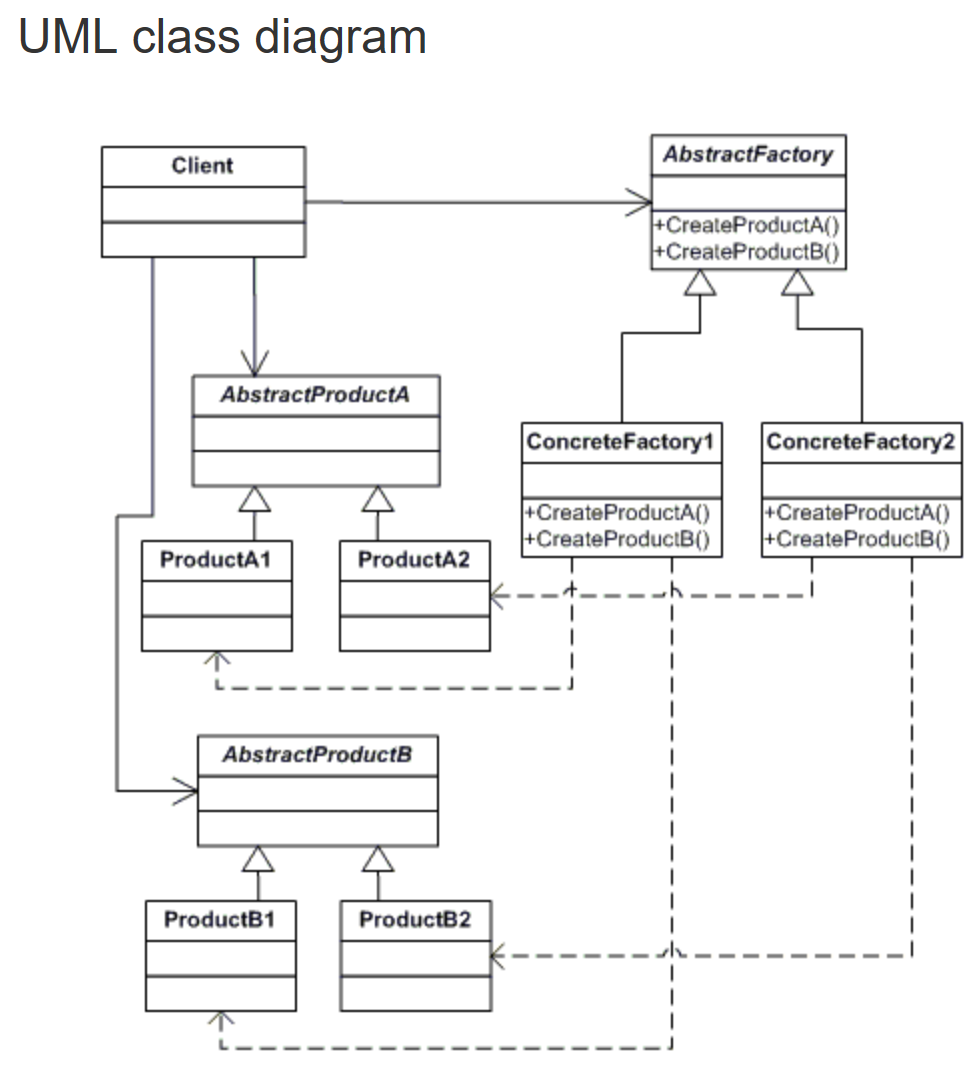 UML class diagram
Client
AbstractFactory
+CreateProductA()
+CreateProductB()
AbstractProductA
ConcreteFactory1
+CreateProductA()
+CreateProductB()
ConcreteFactory2
+CreateProductA()
+CreateProductB()
ProductA1
ProductA2
AbstractProductB
ProductB1
ProductB2